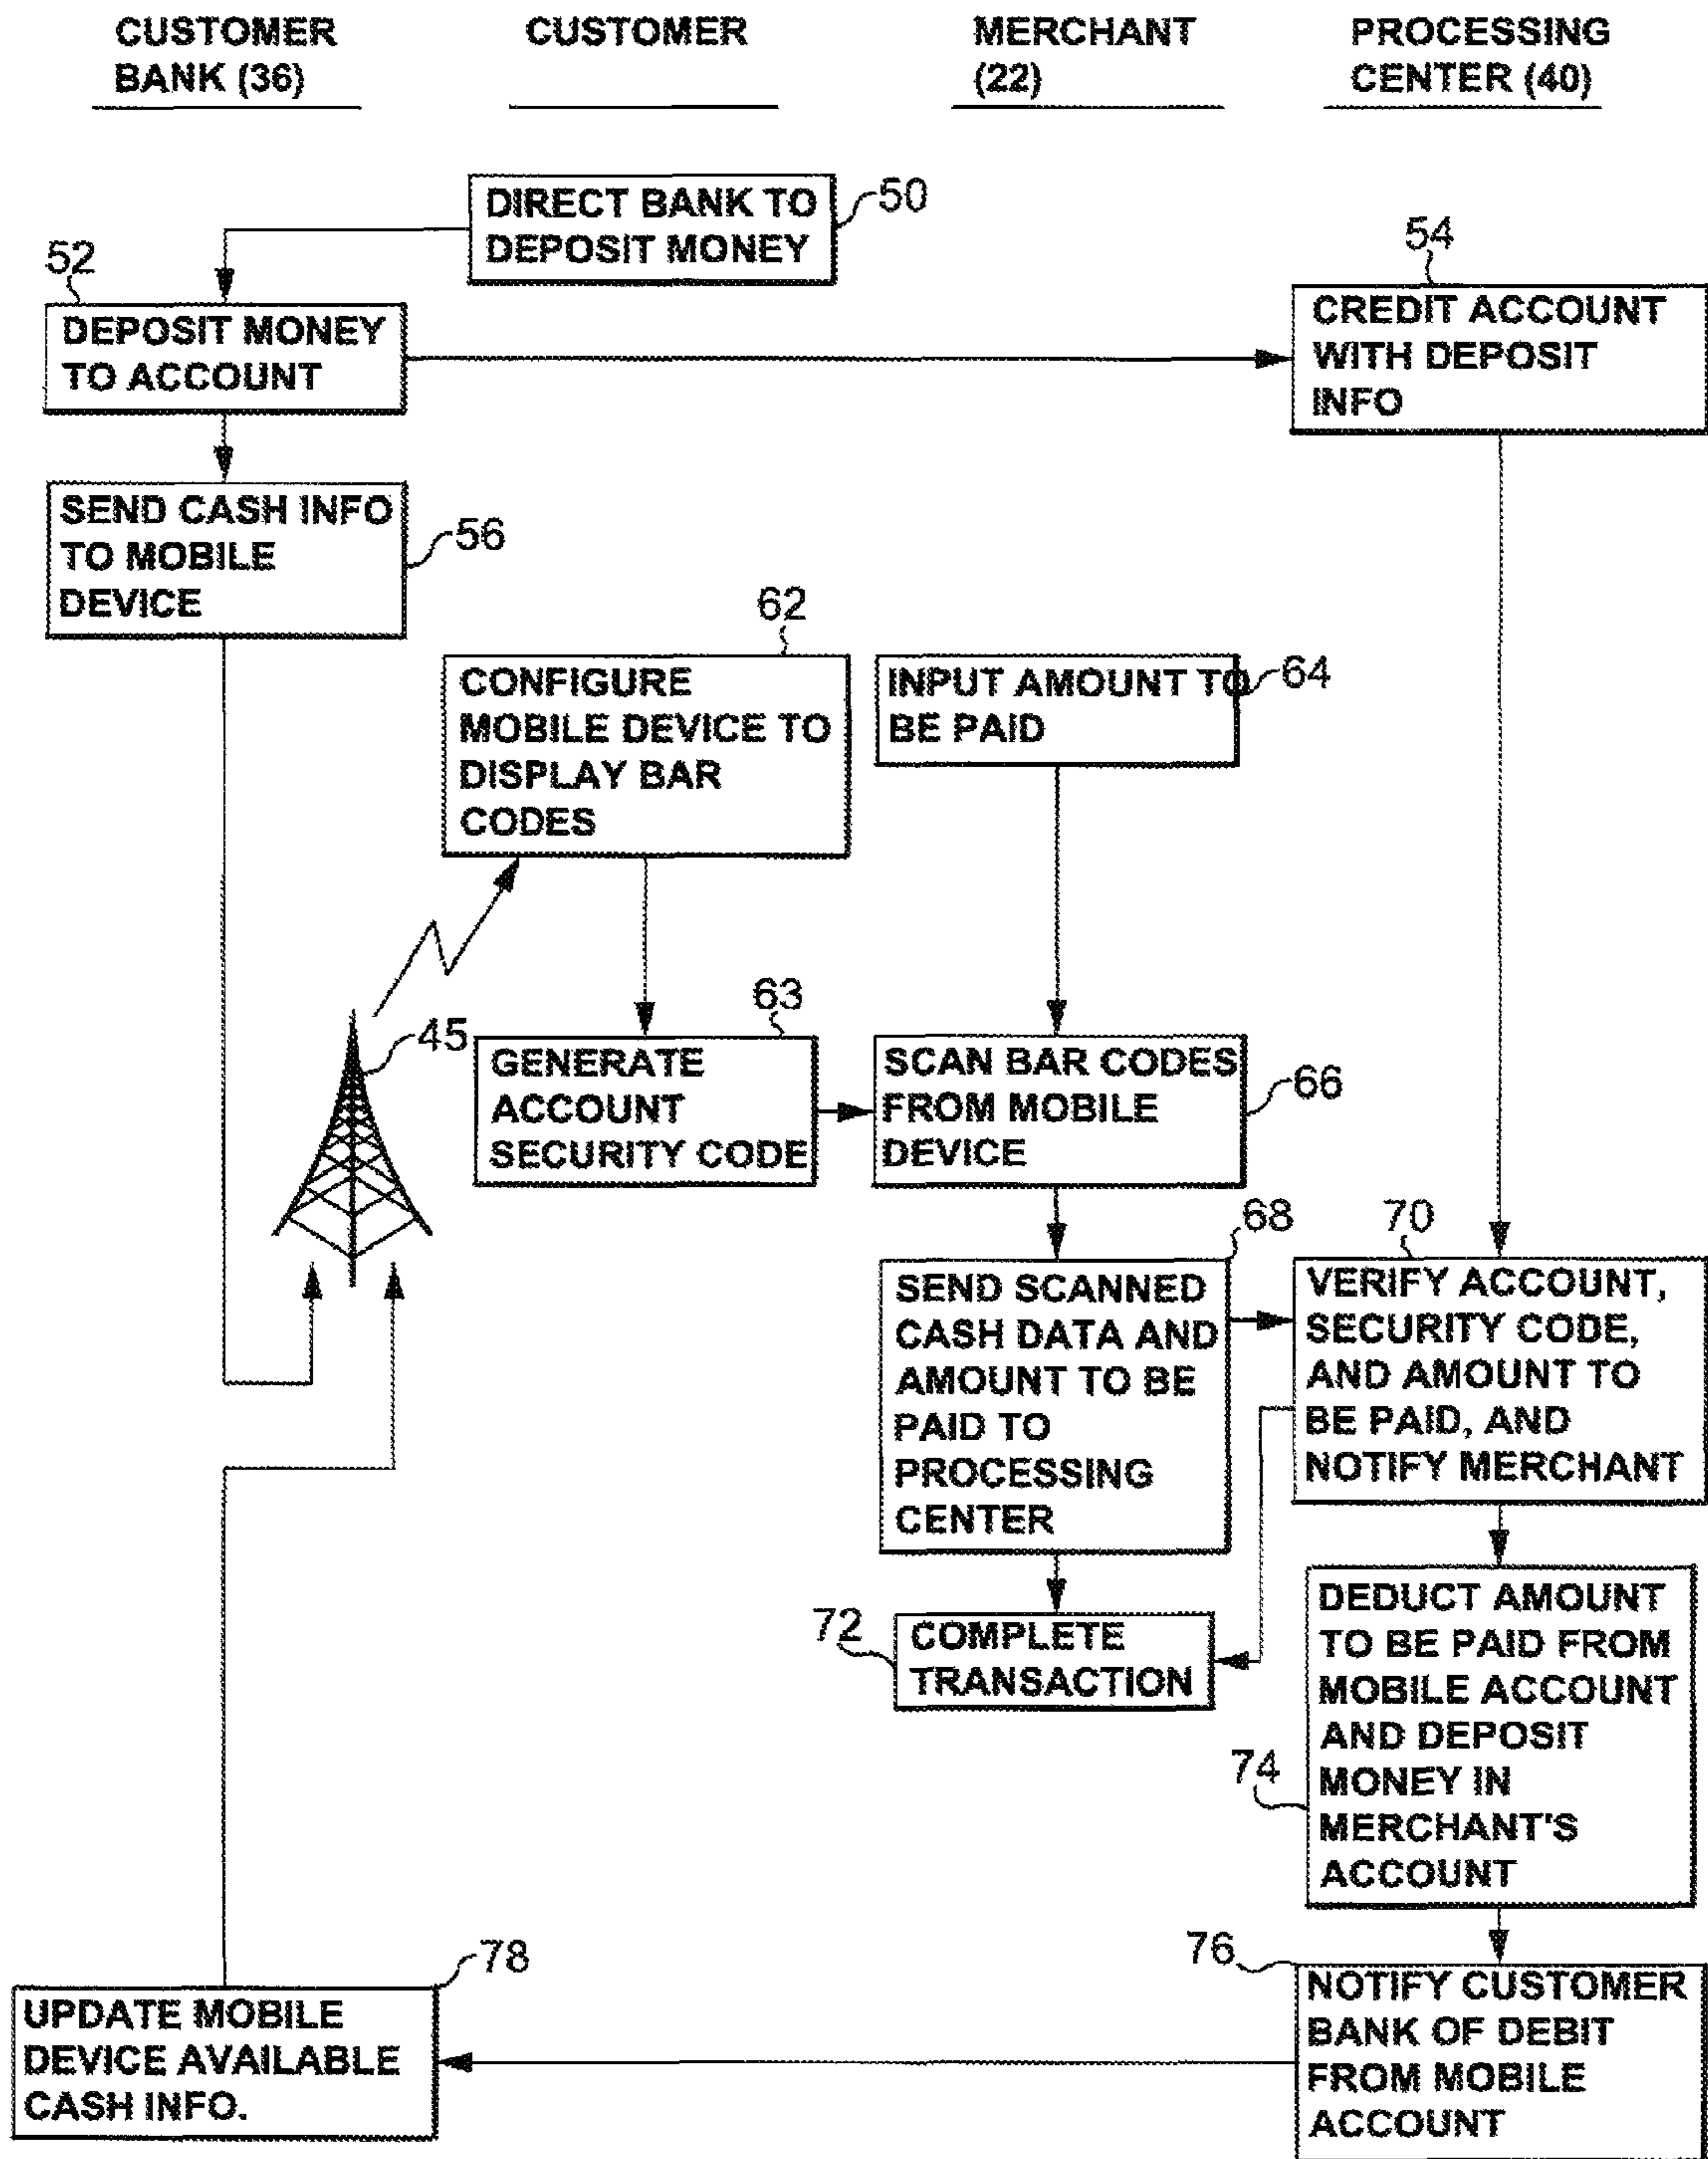 CUSTOMER
BANK (36)
CUSTOMER
MERCHANT
(22)
PROCESSING
CENTER (40)
DIRECT BANK TO
DEPOSIT MONEY
50
52
DEPOSIT MONEY
TO ACCOUNT
54
CREDIT ACCOUNT
WITH DEPOSIT
INFO
SEND CASH INFO
TO MOBILE
DEVICE
56
62
CONFIGURE
MOBILE DEVICE TO
DISPLAY BAR
CODES
INPUT AMOUNT TO
BE PAID
64
45
63
GENERATE
ACCOUNT
SECURITY CODE
SCAN BAR CODES
FROM MOBILE
DEVICE
66
68
SEND SCANNED
CASH DATA AND
AMOUNT TO BE
PAID TO
PROCESSING
CENTER
70
VERIFY ACCOUNT,
SECURITY CODE,
AND AMOUNT TO
BE PAID, AND
NOTIFY MERCHANT
72
COMPLETE
TRANSACTION
74
DEDUCT AMOUNT
TO BE PAID FROM
MOBILE ACCOUNT
AND DEPOSIT
MONEY IN
MERCHANT'S
ACCOUNT
76
NOTIFY CUSTOMER
BANK OF DEBIT
FROM MOBILE
ACCOUNT
78
UPDATE MOBILE
DEVICE AVAILABLE
CASH INFO.